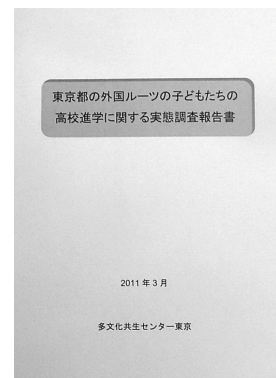 東京都の外国ルーツの子どもたちの
高校進学に関する実態調査報告書
2011年3月
多文化共生センター東京